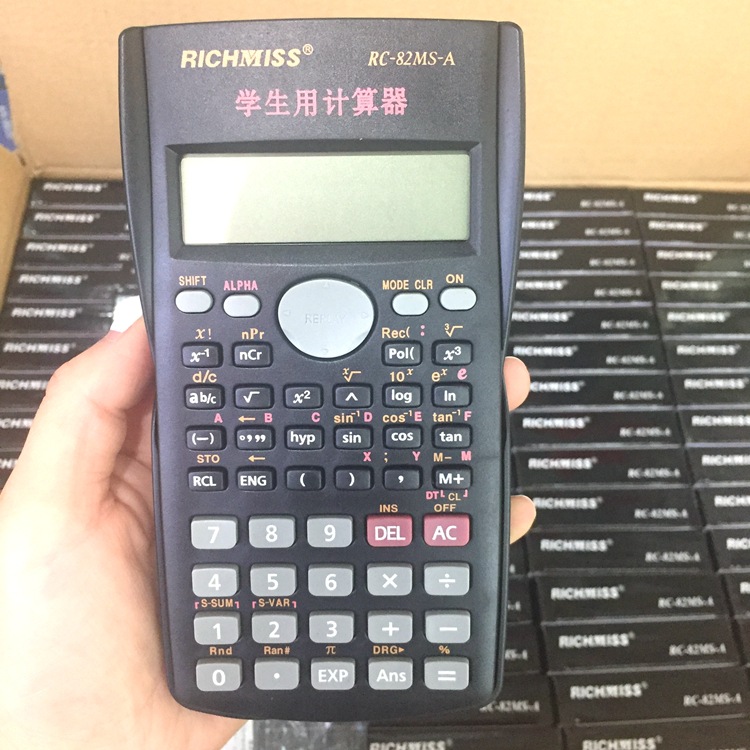 RICHMISS® RC-82MS-A
学生用计算器
SHIFT ALPHA MODE CLR ON
REPLAY
x! nPr Rec( : ³√
x⁻¹ nCr Pol( x³
d/c ˣ√ 10ˣ eˣ e
ab/c √ x² ^ log ln
A ← B C sin⁻¹ D cos⁻¹ E tan⁻¹ F
(−) °,,, hyp sin cos tan
STO ← X ; Y M− M
RCL ENG ( ) , M+
DT CL
INS OFF
7 8 9 DEL AC
4 5 6 × ÷
S-SUM S-VAR
1 2 3 + −
Rnd Ran# π DRG▸ %
0 · EXP Ans =
RICHMISS®
RC-82MS-A